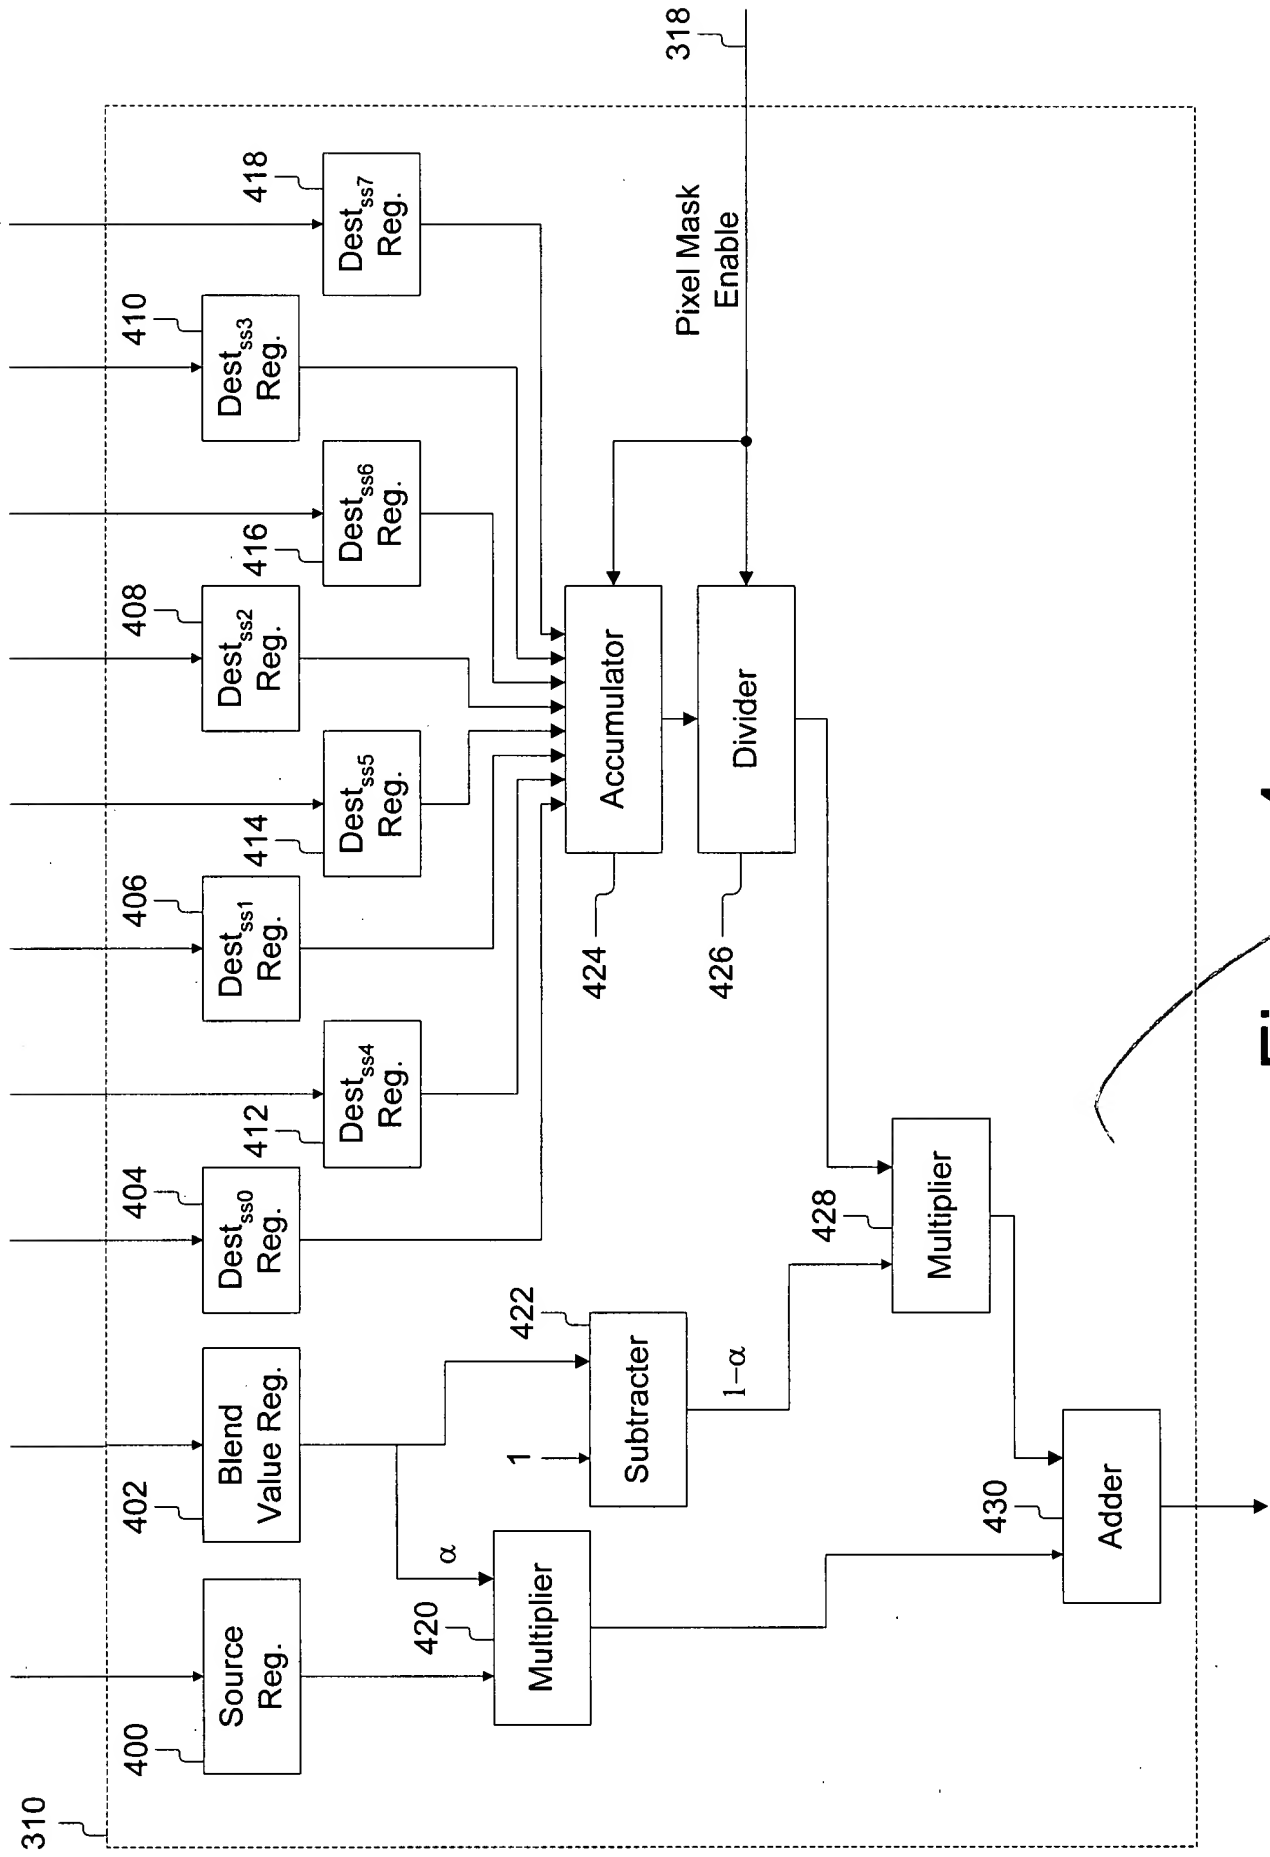 310
400
Source
Reg.
402
Blend
Value Reg.
404
Dest ss0
Reg.
412
Dest ss4
Reg.
406
Dest ss1
Reg.
414
Dest ss5
Reg.
408
Dest ss2
Reg.
416
Dest ss6
Reg.
410
Dest ss3
Reg.
418
Dest ss7
Reg.
420
α
Multiplier
1
422
Subtracter
1–α
424
Accumulator
426
Divider
Pixel Mask
Enable
318
428
Multiplier
430
Adder